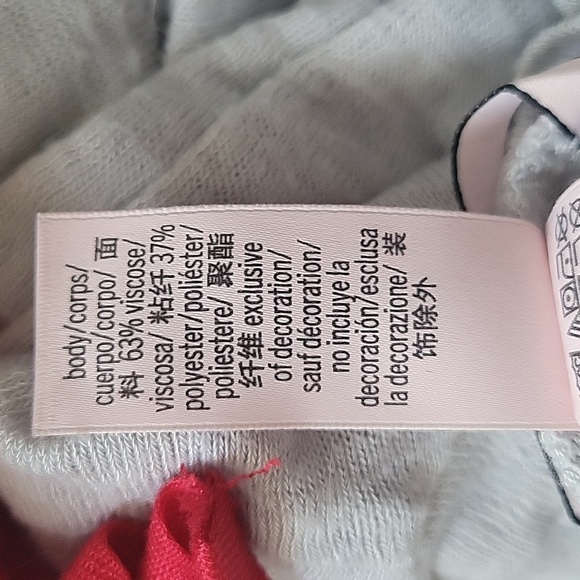 body/corps/
cuerpo/corpo/ 面
料 63% viscose/
viscosa/ 粘纤 37%
polyester/poliéster/
poliestere/ 聚酯
纤维 exclusive
of decoration/
sauf décoration/
no incluye la
decoración/esclusa
la decorazione/ 装
饰除外